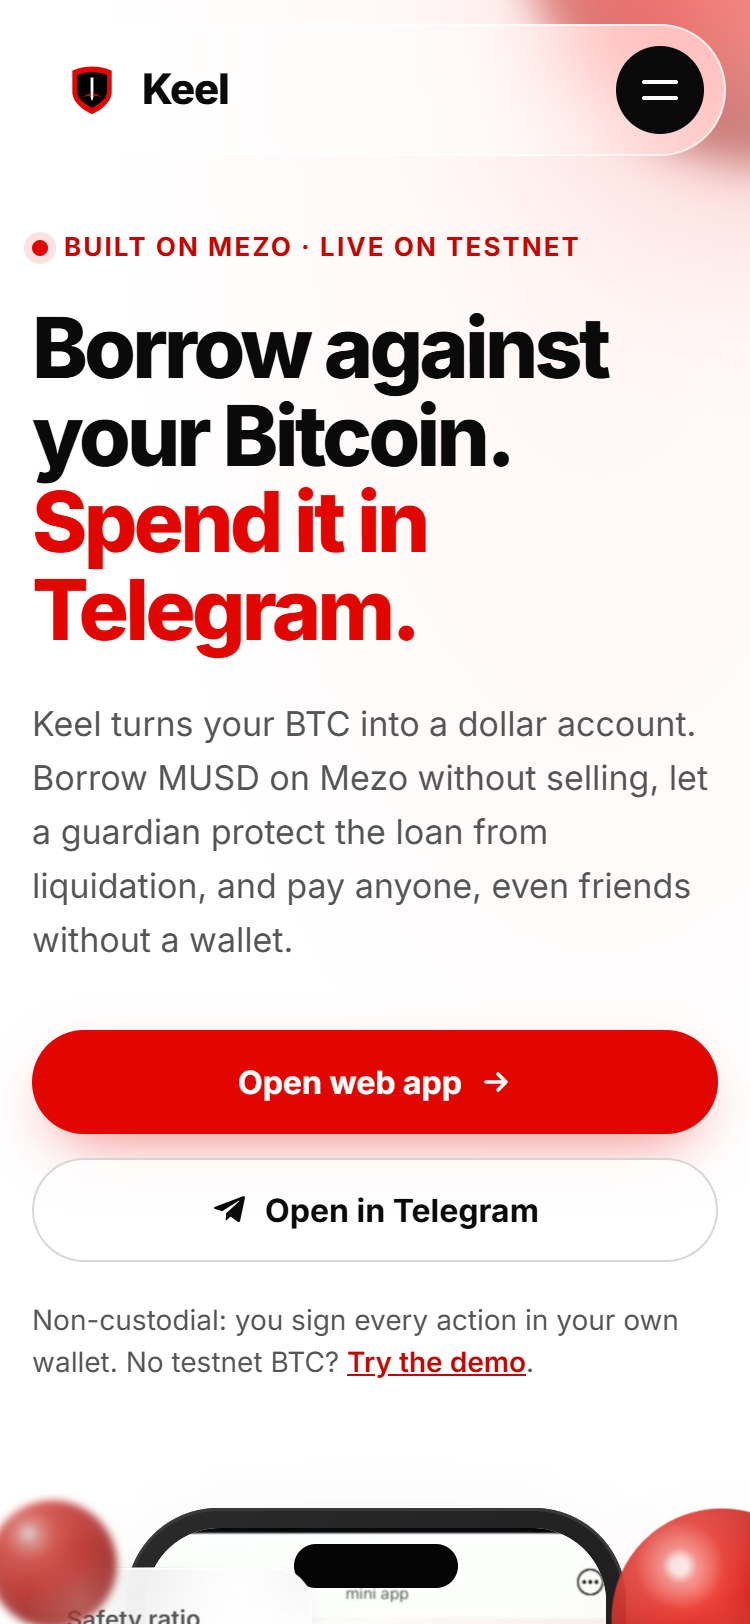 Keel
BUILT ON MEZO · LIVE ON TESTNET
Borrow against
your Bitcoin.
Spend it in
Telegram.
Keel turns your BTC into a dollar account.
Borrow MUSD on Mezo without selling, let
a guardian protect the loan from
liquidation, and pay anyone, even friends
without a wallet.
Open web app →
Open in Telegram
Non-custodial: you sign every action in your own
wallet. No testnet BTC? Try the demo.
mini app
Safety ratio